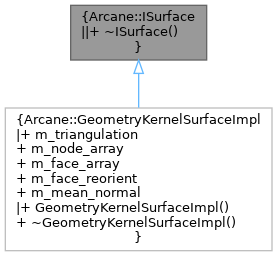 {Arcane::ISurface
||+ ~ISurface()
}
{Arcane::GeometryKernelSurfaceImpl
|+ m_triangulation
+ m_node_array
+ m_face_array
+ m_face_reorient
+ m_mean_normal
|+ GeometryKernelSurfaceImpl()
+ ~GeometryKernelSurfaceImpl()
}